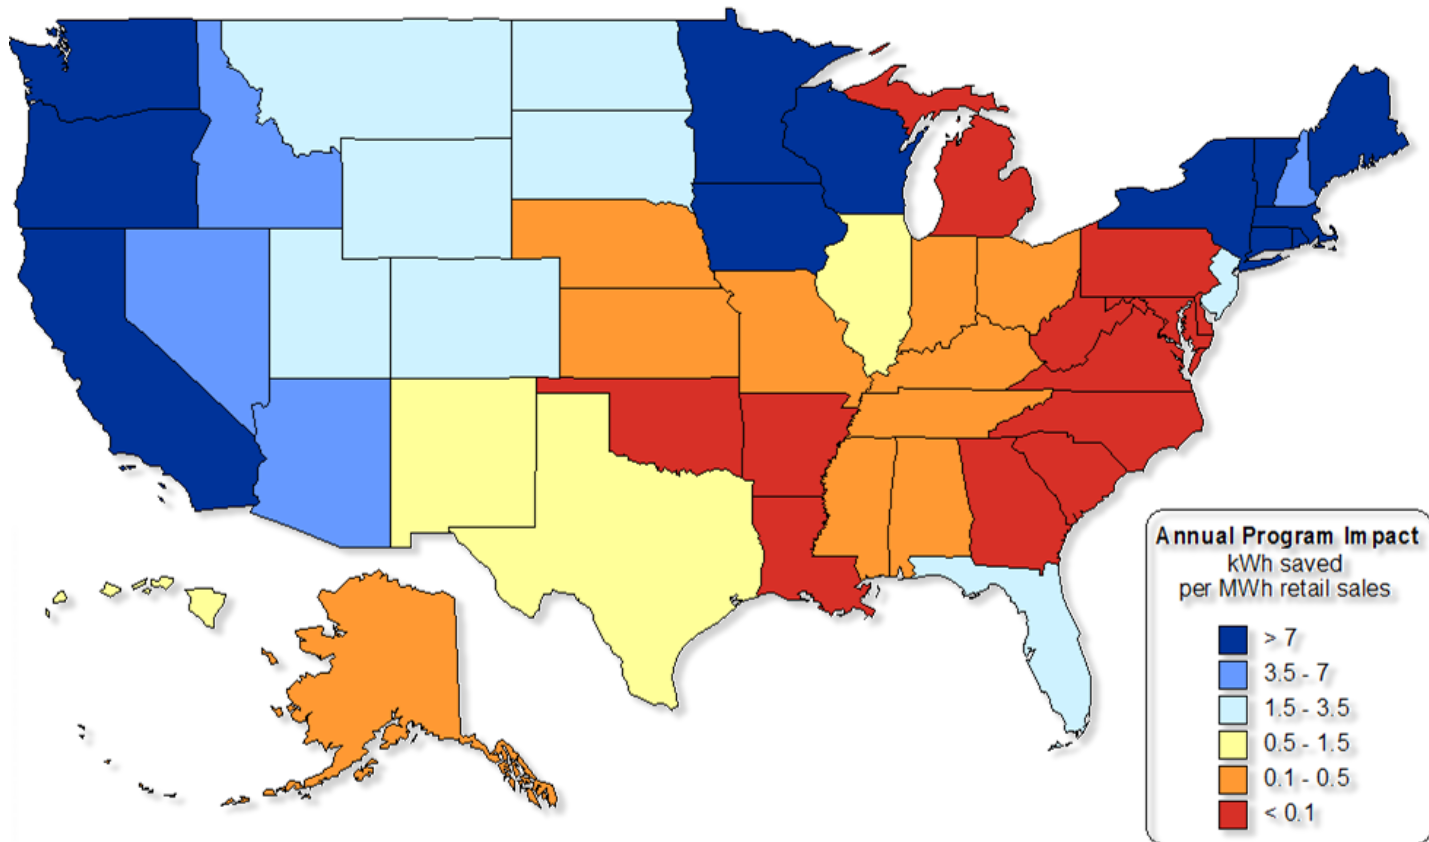 Annual Program Impact
kWh saved
per MWh retail sales
> 7
3.5 - 7
1.5 - 3.5
0.5 - 1.5
0.1 - 0.5
< 0.1